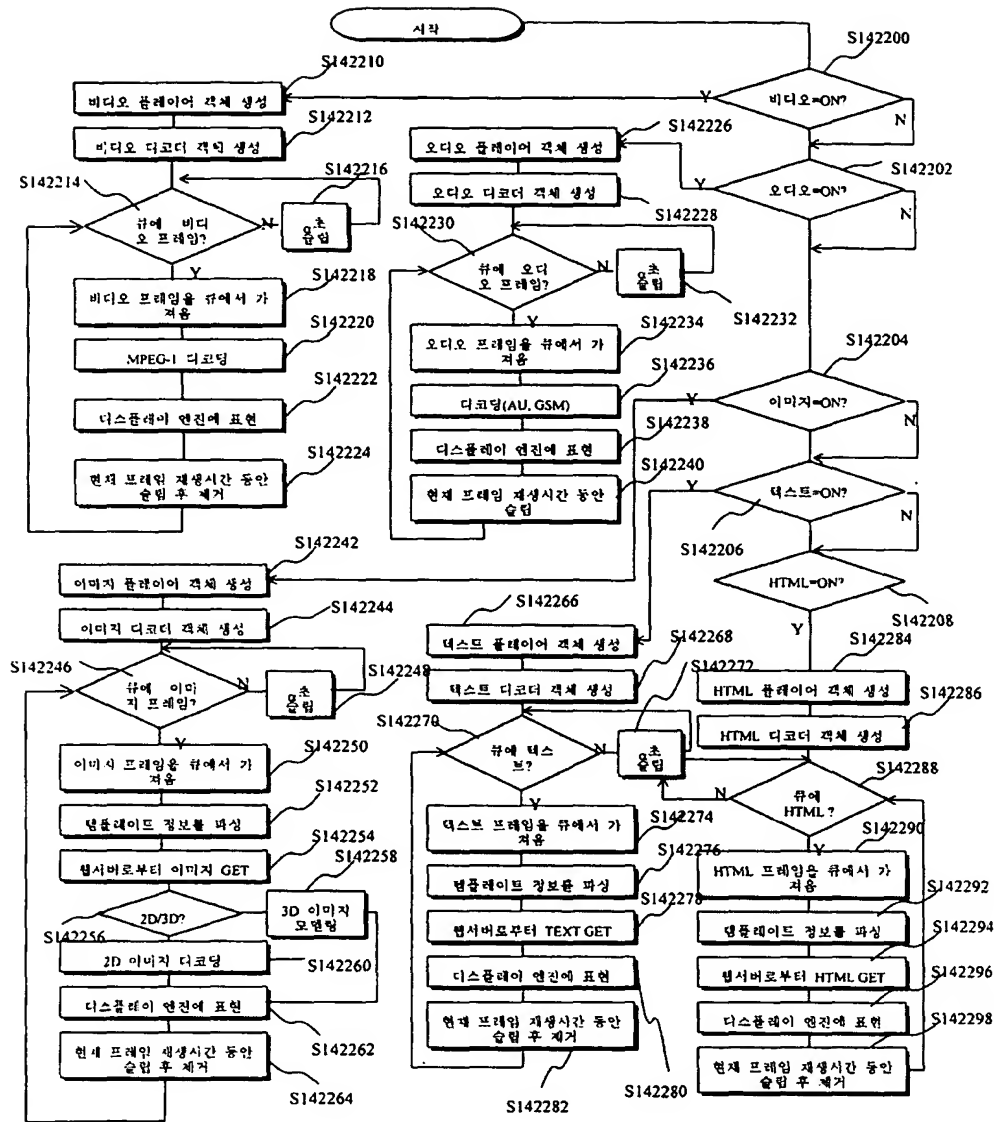 시작
S142200
비디오=ON?
Y
N
S142202
오디오=ON?
Y
N
S142204
이미지=ON?
Y
N
텍스트=ON?
Y
N
S142206
HTML=ON?
S142208
Y
S142210
비디오 플레이어 객체 생성
S142212
비디오 디코더 객체 생성
S142214
S142216
큐에 비디
오 프레임?
N
초
슬립
Y
S142218
비디오 프레임을 큐에서 가
져옴
S142220
MPEG-1 디코딩
S142222
디스플레이 엔진에 표현
S142224
현재 프레임 재생시간 동안
슬립 후 제거
S142226
오디오 플레이어 객체 생성
오디오 디코더 객체 생성
S142228
S142230
큐에 오디
오 프레임?
N
초
슬립
S142232
Y
S142234
오디오 프레임을 큐에서 가
져옴
S142236
디코딩(AU, GSM)
S142238
디스플레이 엔진에 표현
S142240
현재 프레임 재생시간 동안
슬립
S142242
이미지 플레이어 객체 생성
S142244
이미지 디코더 객체 생성
S142246
S142248
큐에 이미
지 프레임?
N
초
슬립
Y
S142250
이미지 프레임을 큐에서 가
져옴
S142252
템플레이트 정보를 파싱
S142254
웹서버로부터 이미지 GET
S142258
2D/3D?
3D 이미지
모델링
S142256
2D 이미지 디코딩
S142260
디스플레이 엔진에 표현
S142262
현재 프레임 재생시간 동안
슬립 후 제거
S142264
S142266
텍스트 플레이어 객체 생성
S142268
텍스트 디코더 객체 생성
S142272
S142270
큐에 텍스
트?
N
초
슬립
Y
S142274
텍스트 프레임을 큐에서 가
져옴
S142276
템플레이트 정보를 파싱
S142278
웹서버로부터 TEXT GET
디스플레이 엔진에 표현
S142280
현재 프레임 재생시간 동안
슬립 후 제거
S142282
S142284
HTML 플레이어 객체 생성
S142286
HTML 디코더 객체 생성
S142288
큐에
HTML ?
N
Y
S142290
HTML 프레임을 큐에서 가
져옴
S142292
템플레이트 정보를 파싱
S142294
웹서버로부터 HTML GET
S142296
디스플레이 엔진에 표현
S142298
현재 프레임 재생시간 동안
슬립 후 제거